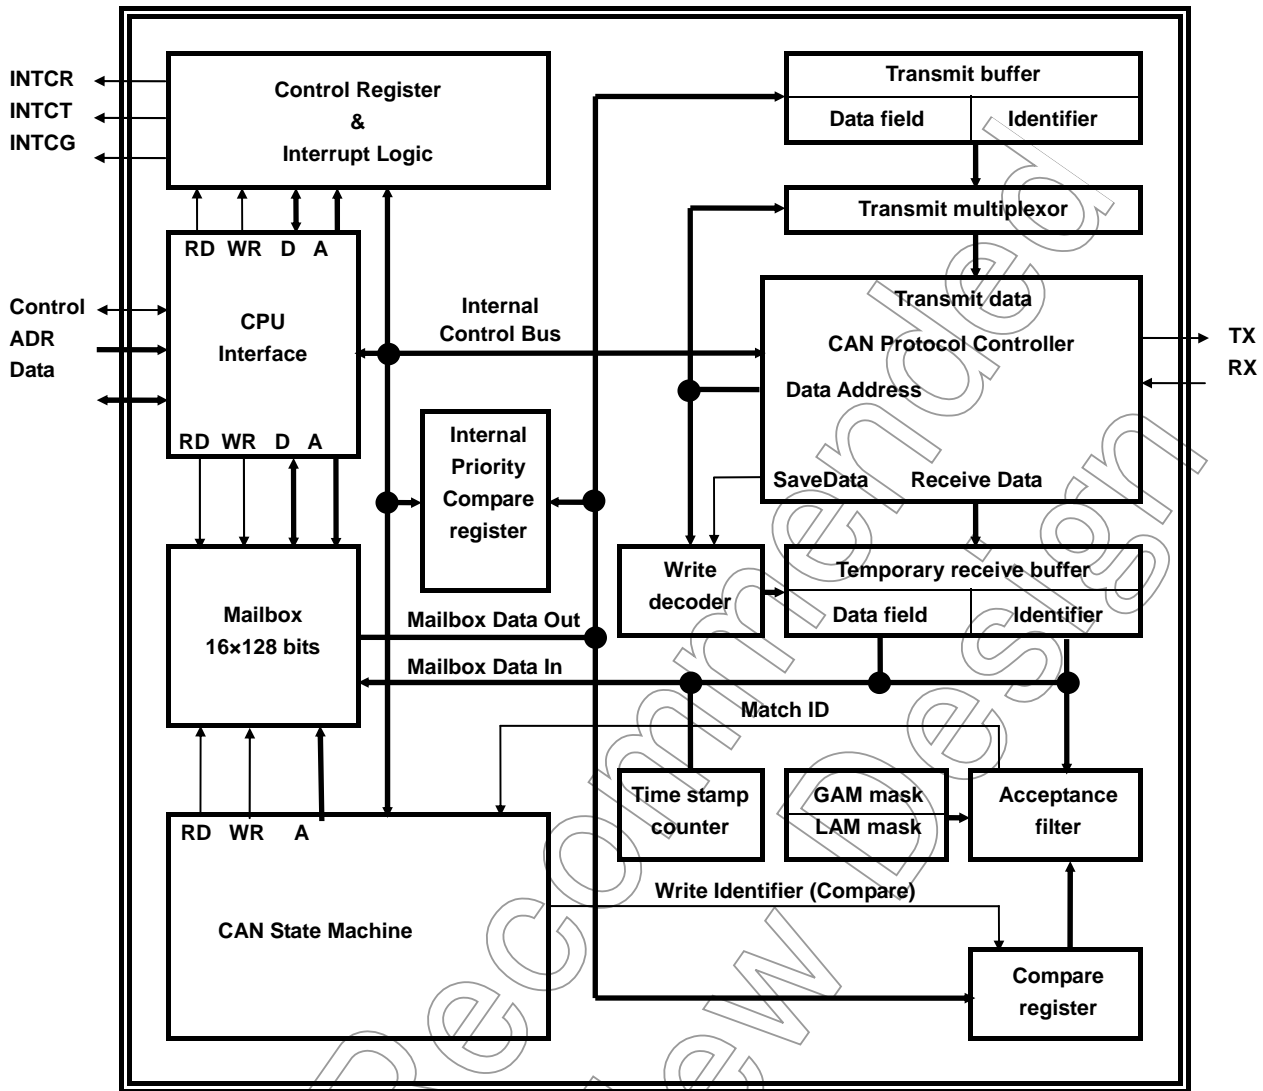 INTCR
INTCT
INTCG
Control Register
&
Interrupt Logic
Transmit buffer
Data field Identifier
Transmit multiplexor
RD WR D A
Control
ADR
Data
CPU
Interface
Internal
Control Bus
Transmit data
CAN Protocol Controller
Data Address
SaveData Receive Data
TX
RX
RD WR D A
Internal
Priority
Compare
register
Write
decoder
Temporary receive buffer
Data field Identifier
Mailbox
16×128 bits
Mailbox Data Out
Mailbox Data In
Match ID
Time stamp
counter
GAM mask
LAM mask
Acceptance
filter
RD WR A
CAN State Machine
Write Identifier (Compare)
Compare
register
Recommended
New Design